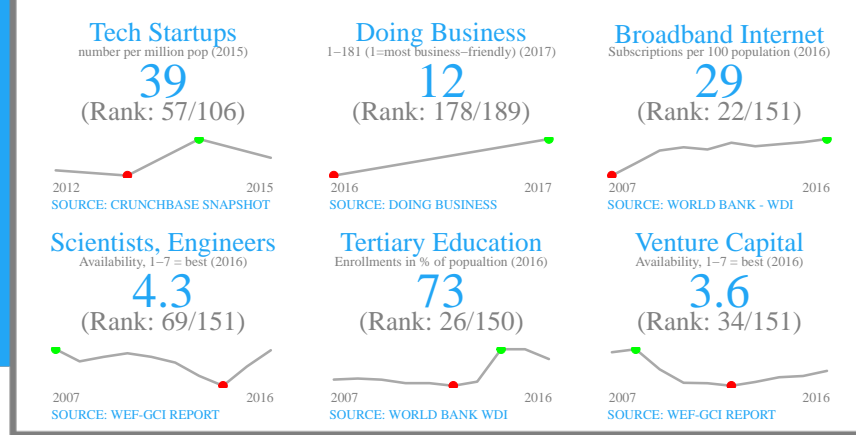 Tech Startups
number per million pop (2015)
39
(Rank: 57/106)
2012 2015
SOURCE: CRUNCHBASE SNAPSHOT
Doing Business
1−181 (1=most business−friendly) (2017)
12
(Rank: 178/189)
2016 2017
SOURCE: DOING BUSINESS
Broadband Internet
Subscriptions per 100 population (2016)
29
(Rank: 22/151)
2007 2016
SOURCE: WORLD BANK - WDI
Scientists, Engineers
Availability, 1−7 = best (2016)
4.3
(Rank: 69/151)
2007 2016
SOURCE: WEF-GCI REPORT
Tertiary Education
Enrollments in % of popualtion (2016)
73
(Rank: 26/150)
2007 2016
SOURCE: WORLD BANK WDI
Venture Capital
Availability, 1−7 = best (2016)
3.6
(Rank: 34/151)
2007 2016
SOURCE: WEF-GCI REPORT